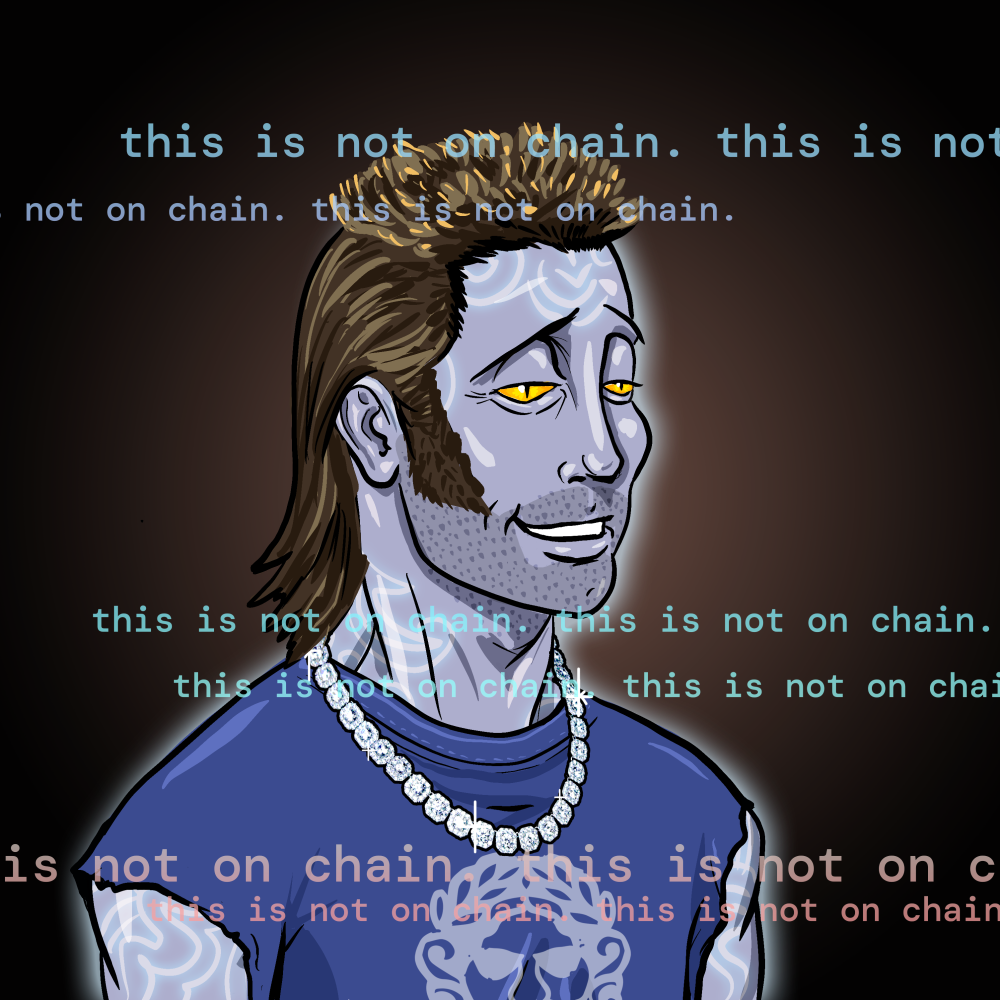 this is not on chain. this is not
not on chain. this is not on chain.
this is not on chain. this is not on chain.
this is not on chain. this is not on chai
is not on chain. this is not on c
this is not on chain. this is not on chain